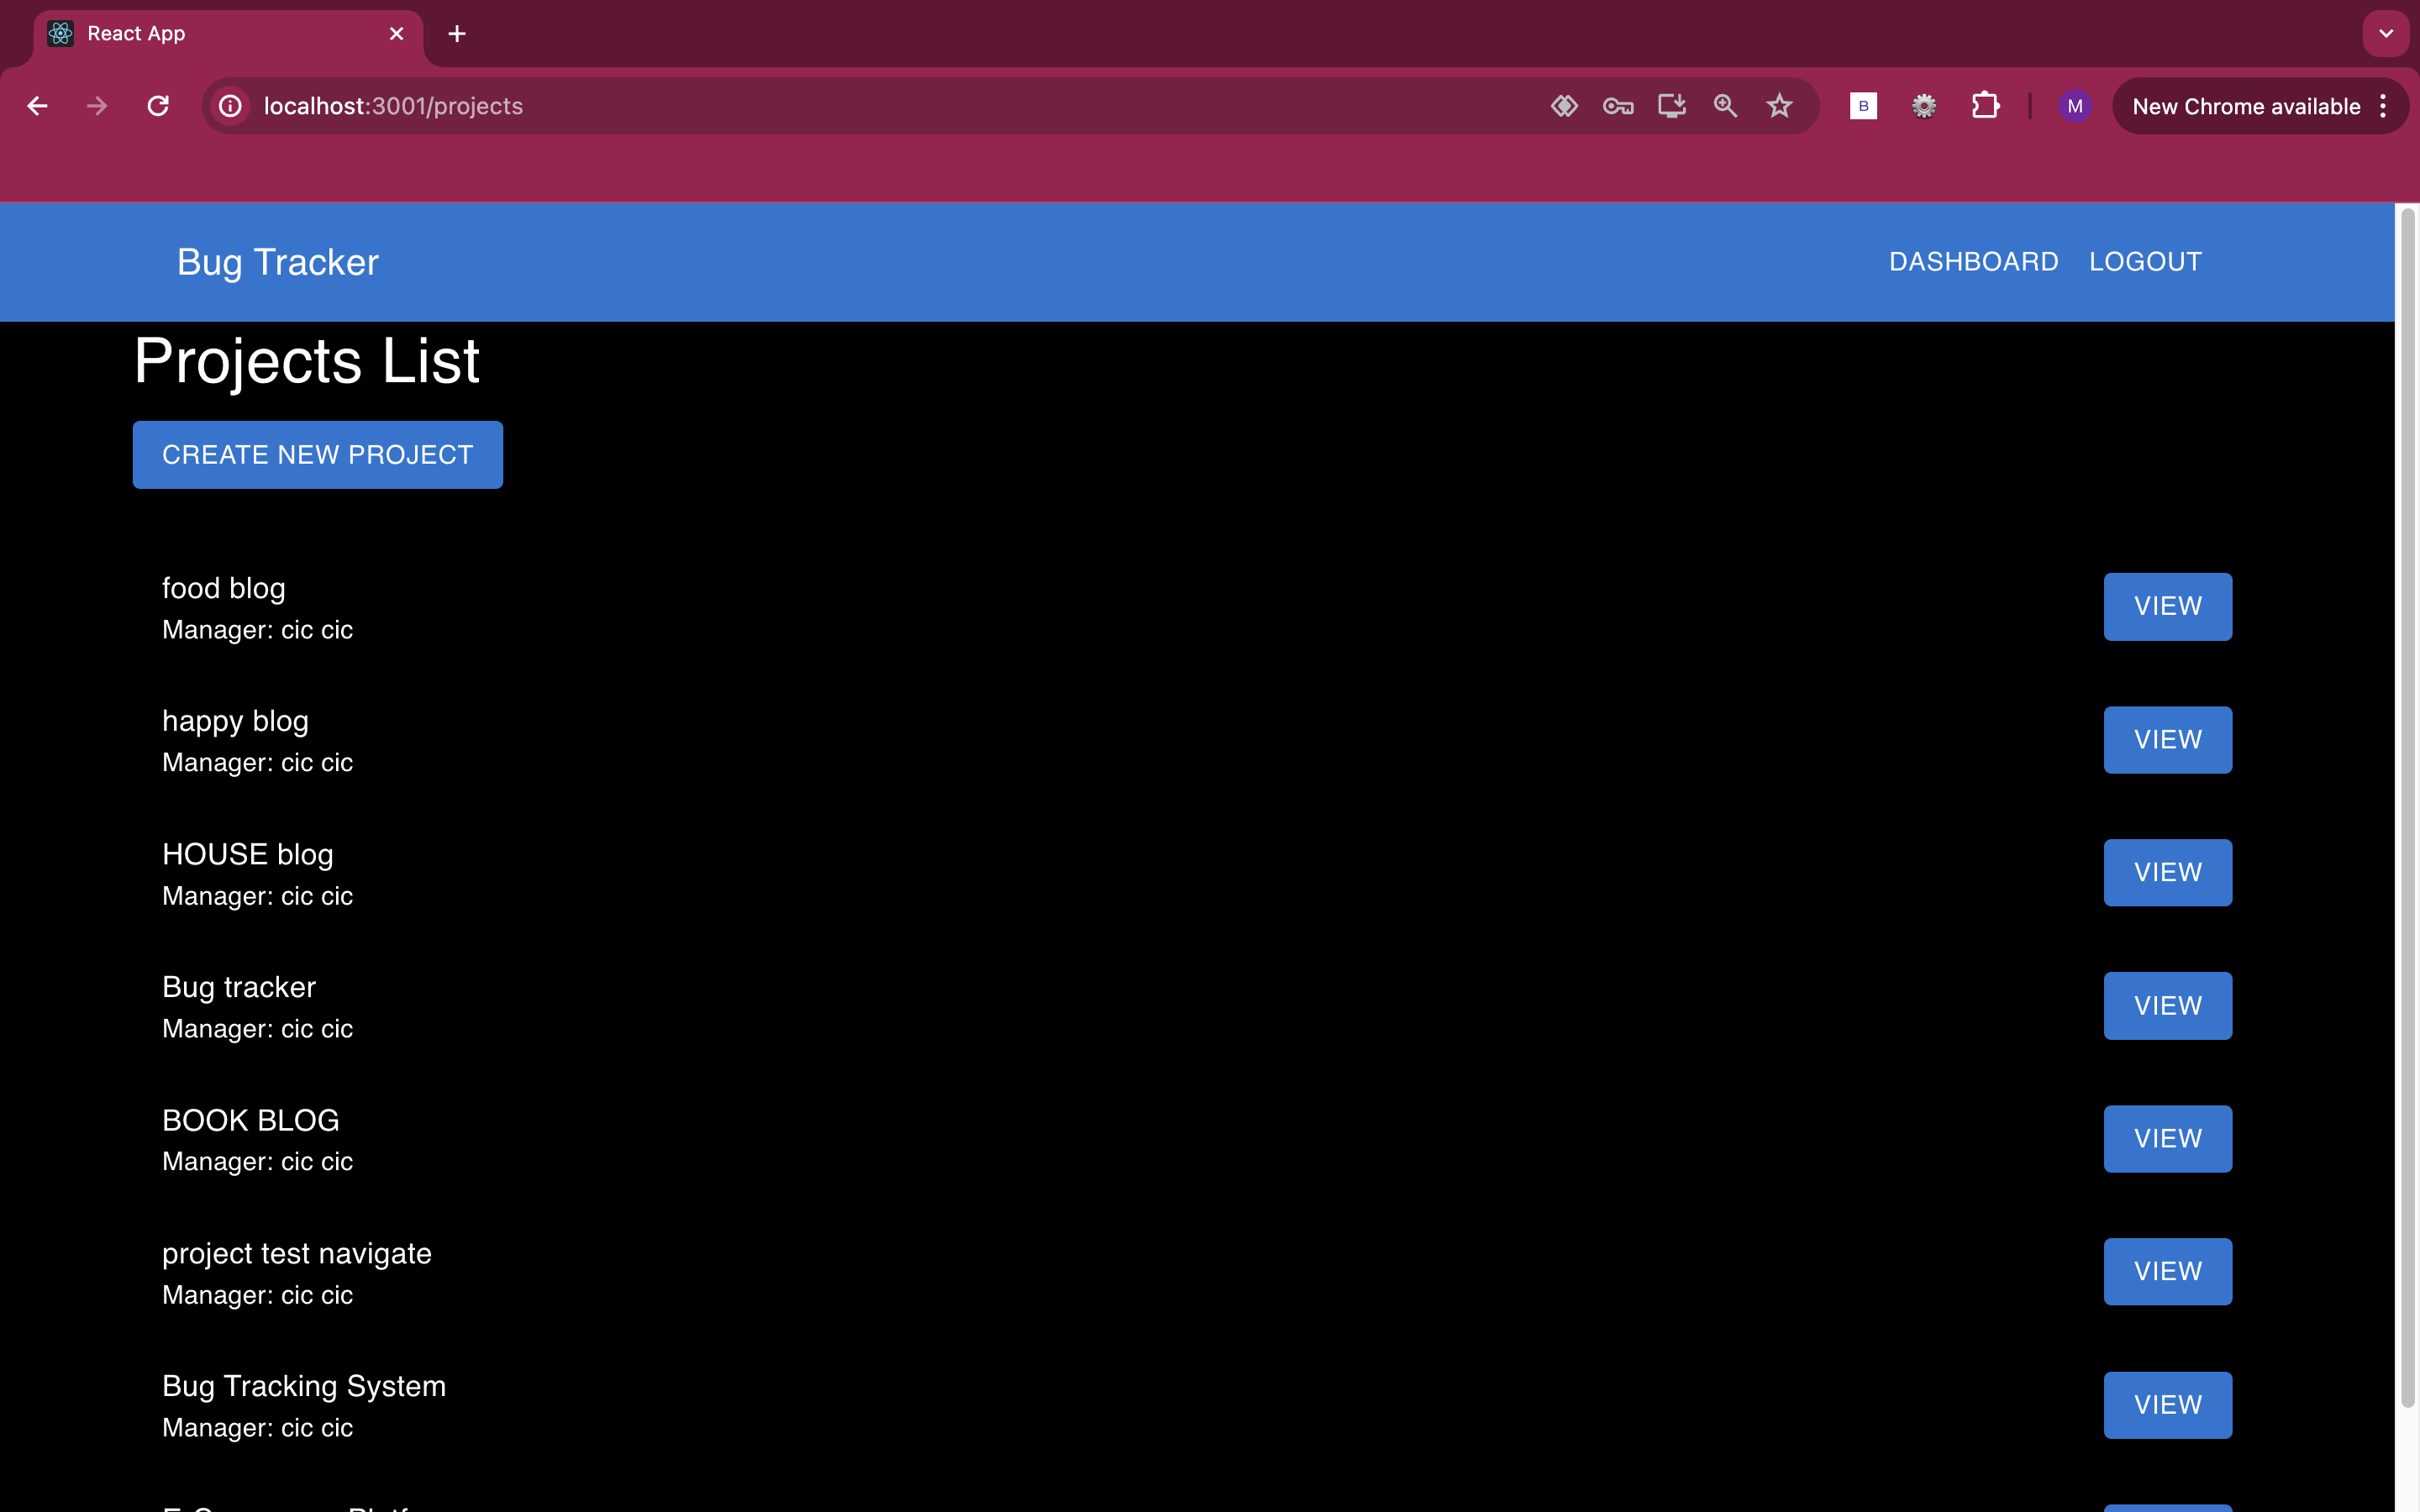 React App
localhost:3001/projects
B
M
New Chrome available
Bug Tracker
DASHBOARD
LOGOUT
Projects List
CREATE NEW PROJECT
food blog
Manager: cic cic
VIEW
happy blog
Manager: cic cic
VIEW
HOUSE blog
Manager: cic cic
VIEW
Bug tracker
Manager: cic cic
VIEW
BOOK BLOG
Manager: cic cic
VIEW
project test navigate
Manager: cic cic
VIEW
Bug Tracking System
Manager: cic cic
VIEW